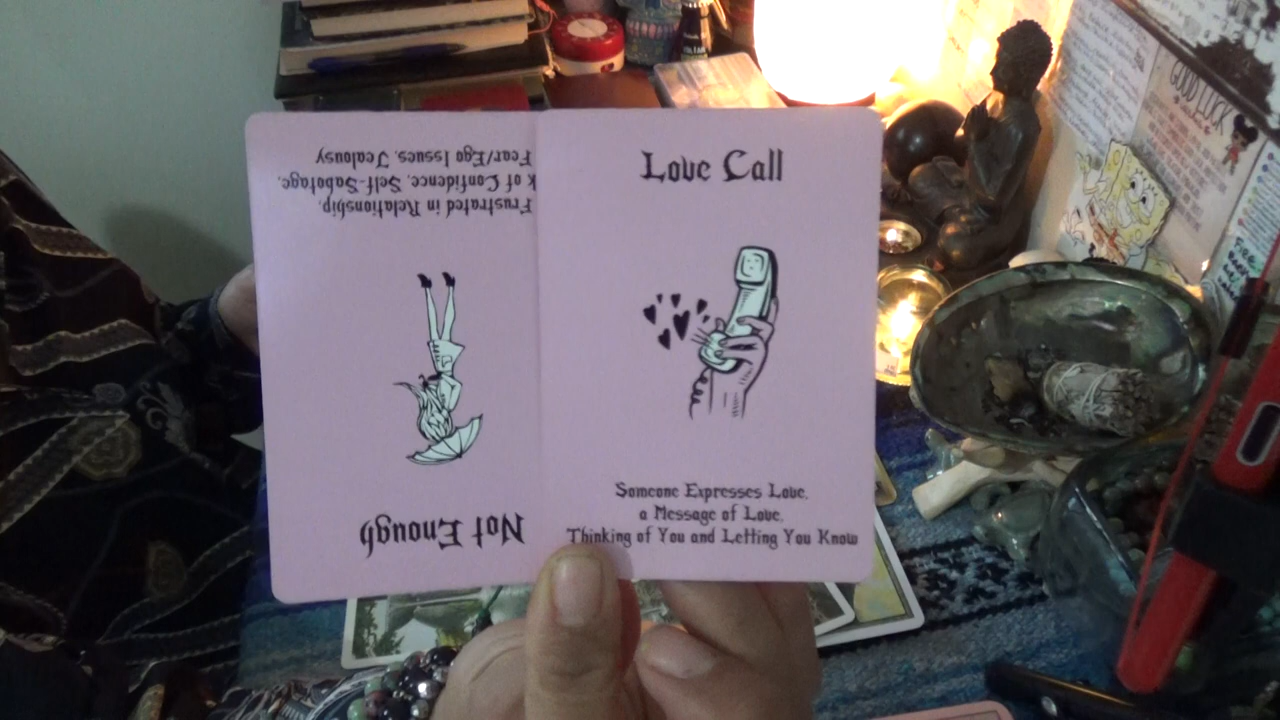 Love Call
Someone Expresses Love,
a Message of Love,
Thinking of You and Letting You Know
Not Enough
Frustrated in Relationship,
k of Confidence, Self-Sabotage,
Fear/Ego Issues, Jealousy
GOOD LUCK